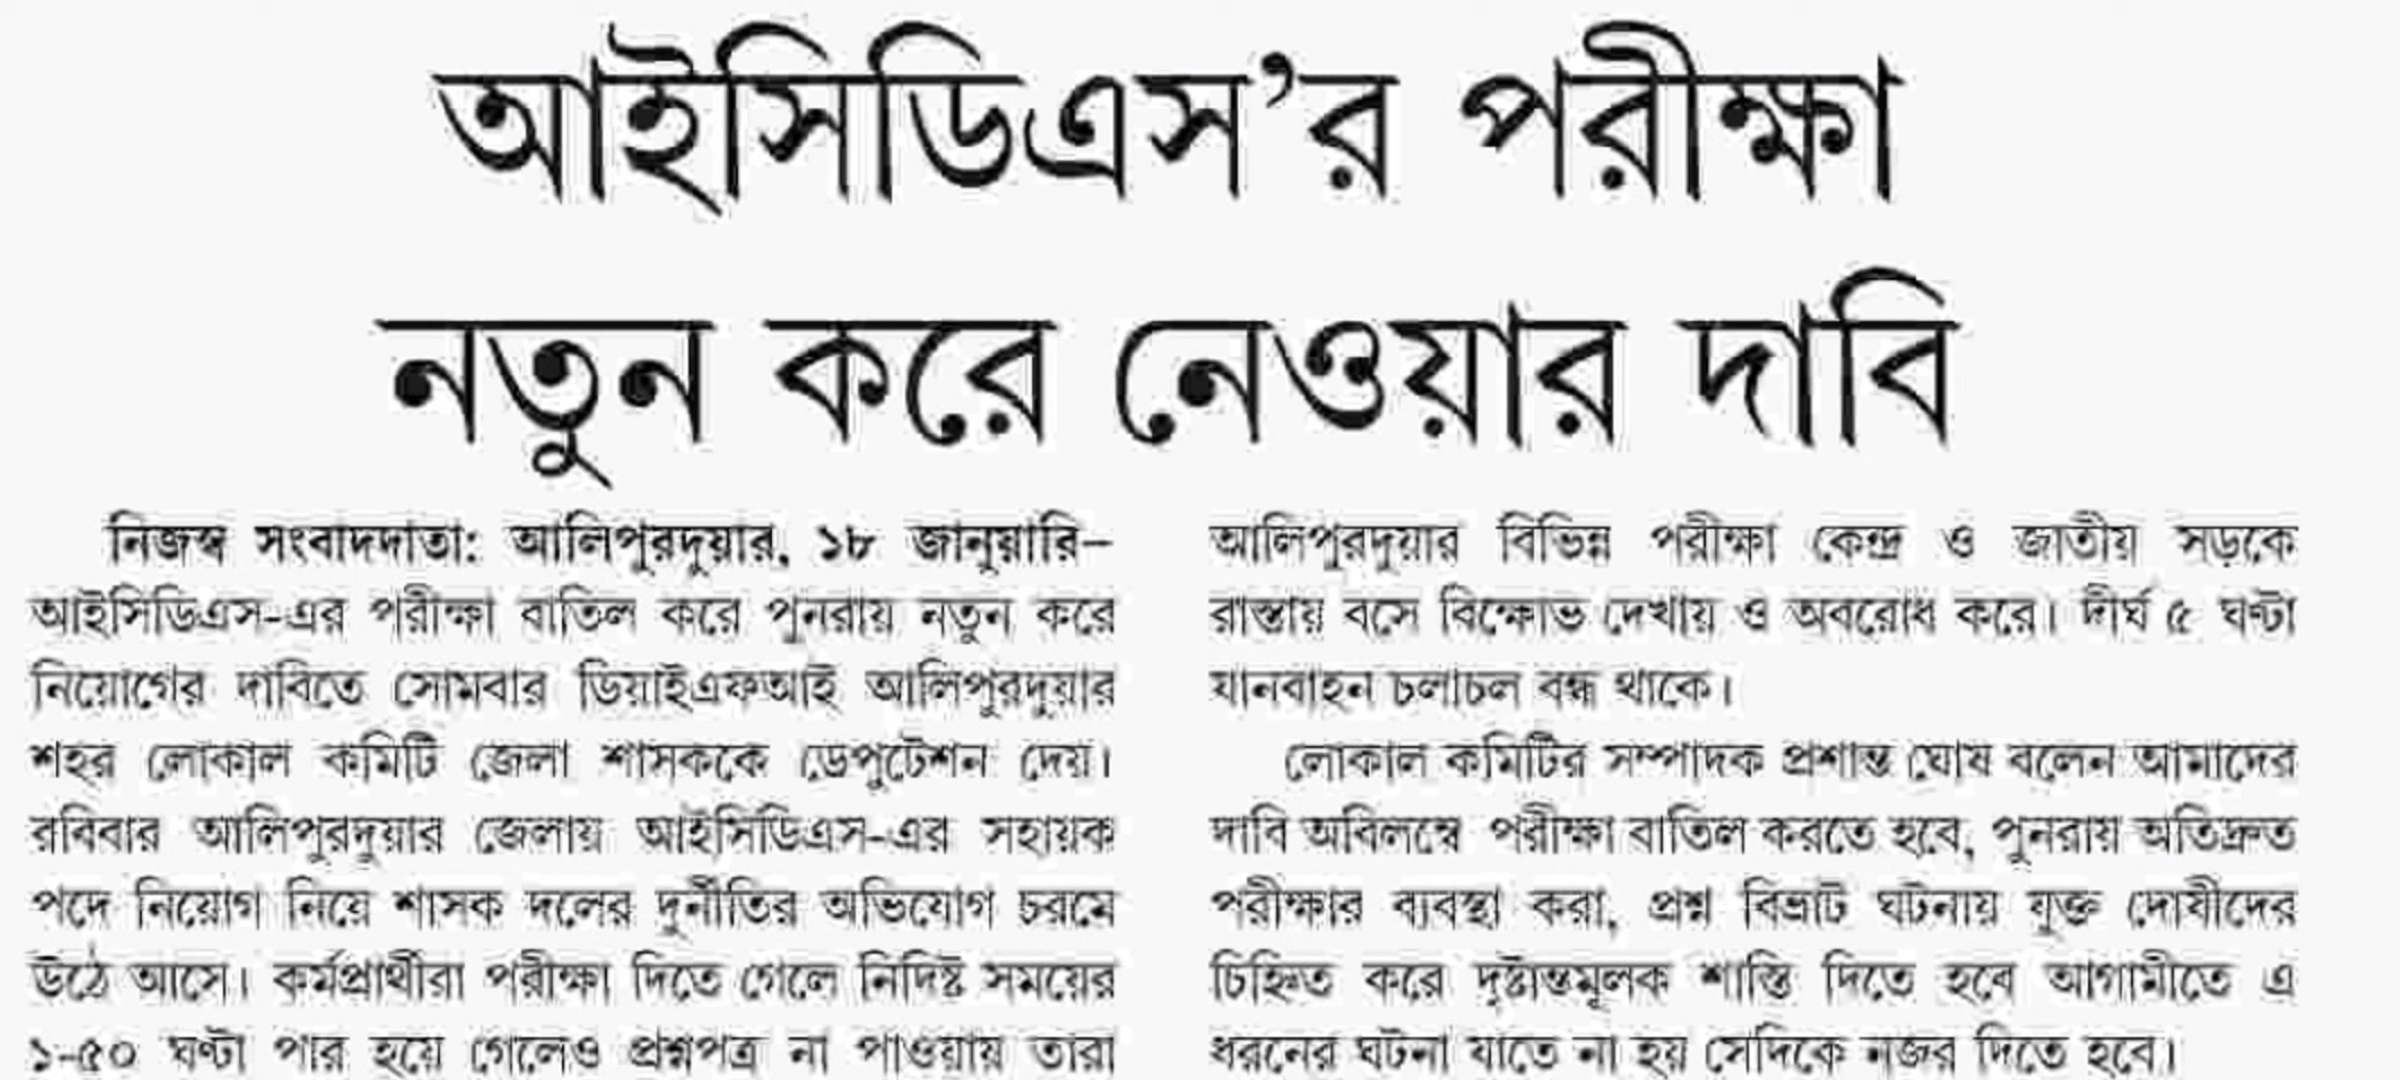 আইসিডিএস’র পরীক্ষা
নতুন করে নেওয়ার দাবি
নিজস্ব সংবাদদাতা: আলিপুরদুয়ার, ১৮ জানুয়ারি–
আইসিডিএস-এর পরীক্ষা বাতিল করে পুনরায় নতুন করে
নিয়োগের দাবিতে সোমবার ডিয়াইএফআই আলিপুরদুয়ার
শহর লোকাল কমিটি জেলা শাসককে ডেপুটেশন দেয়।
রবিবার আলিপুরদুয়ার জেলায় আইসিডিএস-এর সহায়ক
পদে নিয়োগ নিয়ে শাসক দলের দুর্নীতির অভিযোগ চরমে
উঠে আসে। কর্মপ্রার্থীরা পরীক্ষা দিতে গেলে নির্দিষ্ট সময়ের
১-৫০ ঘণ্টা পার হয়ে গেলেও প্রশ্নপত্র না পাওয়ায় তারা
আলিপুরদুয়ার বিভিন্ন পরীক্ষা কেন্দ্র ও জাতীয় সড়কে
রাস্তায় বসে বিক্ষোভ দেখায় ও অবরোধ করে। দীর্ঘ ৫ ঘণ্টা
যানবাহন চলাচল বন্ধ থাকে।
লোকাল কমিটির সম্পাদক প্রশান্ত ঘোষ বলেন আমাদের
দাবি অবিলম্বে পরীক্ষা বাতিল করতে হবে, পুনরায় অতিদ্রুত
পরীক্ষার ব্যবস্থা করা, প্রশ্ন বিভ্রাট ঘটনায় যুক্ত দোষীদের
চিহ্নিত করে দৃষ্টান্তমূলক শাস্তি দিতে হবে আগামীতে এ
ধরনের ঘটনা যাতে না হয় সেদিকে নজর দিতে হবে।